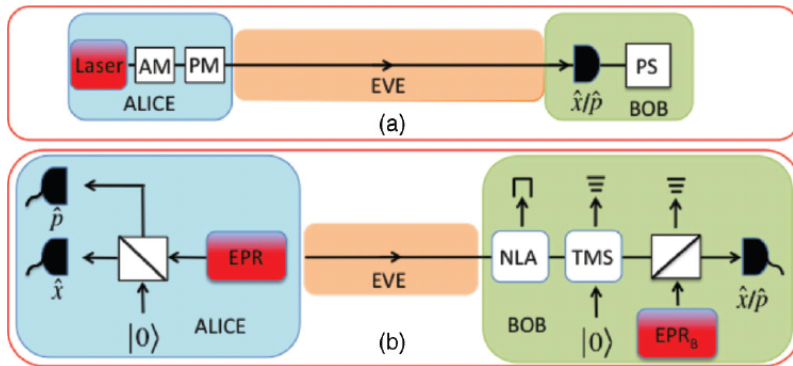 Laser AM PM
ALICE
EVE
x̂/p̂
PS
BOB
(a)
p̂
x̂
EPR
|0⟩
ALICE
EVE
(b)
NLA TMS
x̂/p̂
BOB
|0⟩
EPR_B